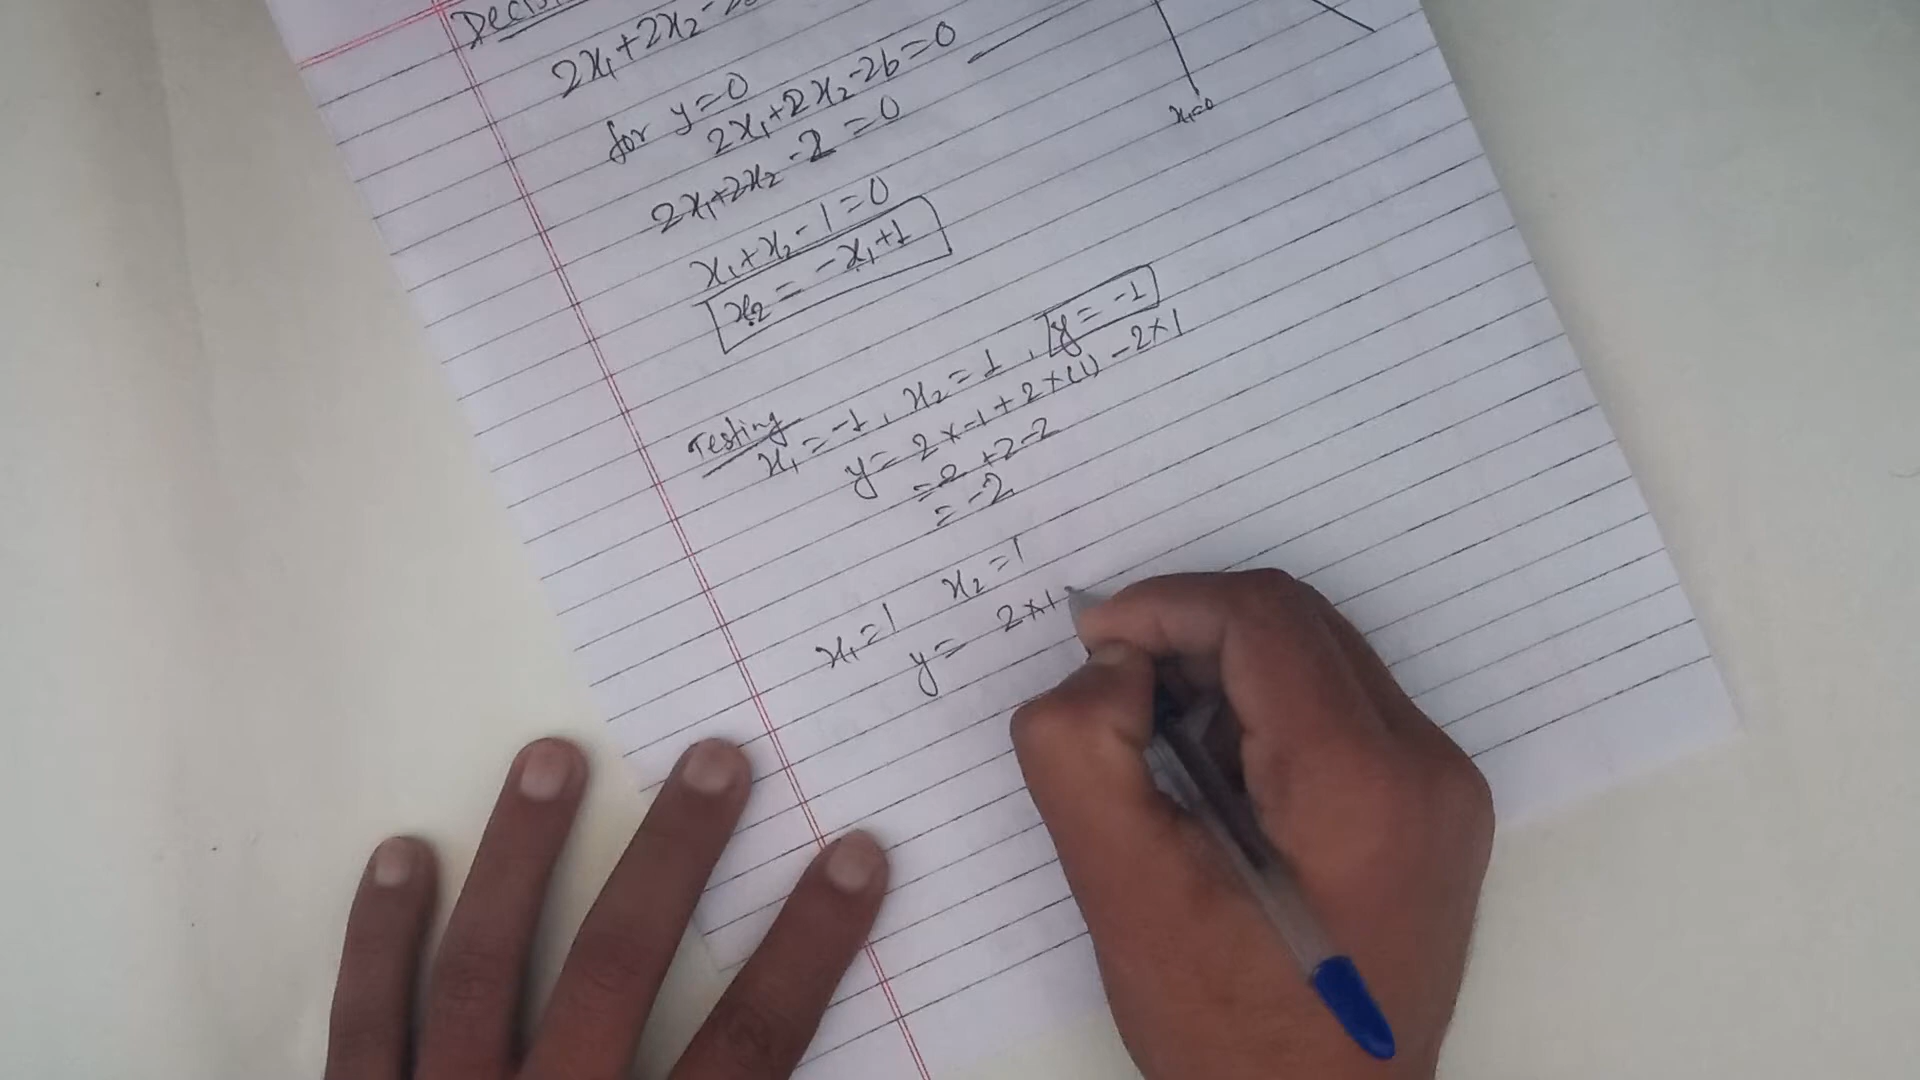 2x₁+2x₂-
for y=0
2x₁+2x₂-2b=0
2x₁+2x₂-2=0
x₁+x₂-1=0
x₂=-x₁+1
x₁=0
Testing
x₁=-1, x₂=1, y=-1
y=2×-1+2×(1)-2×1
=-2+2-2
=-2
x₁=1 x₂=1
y= 2×1